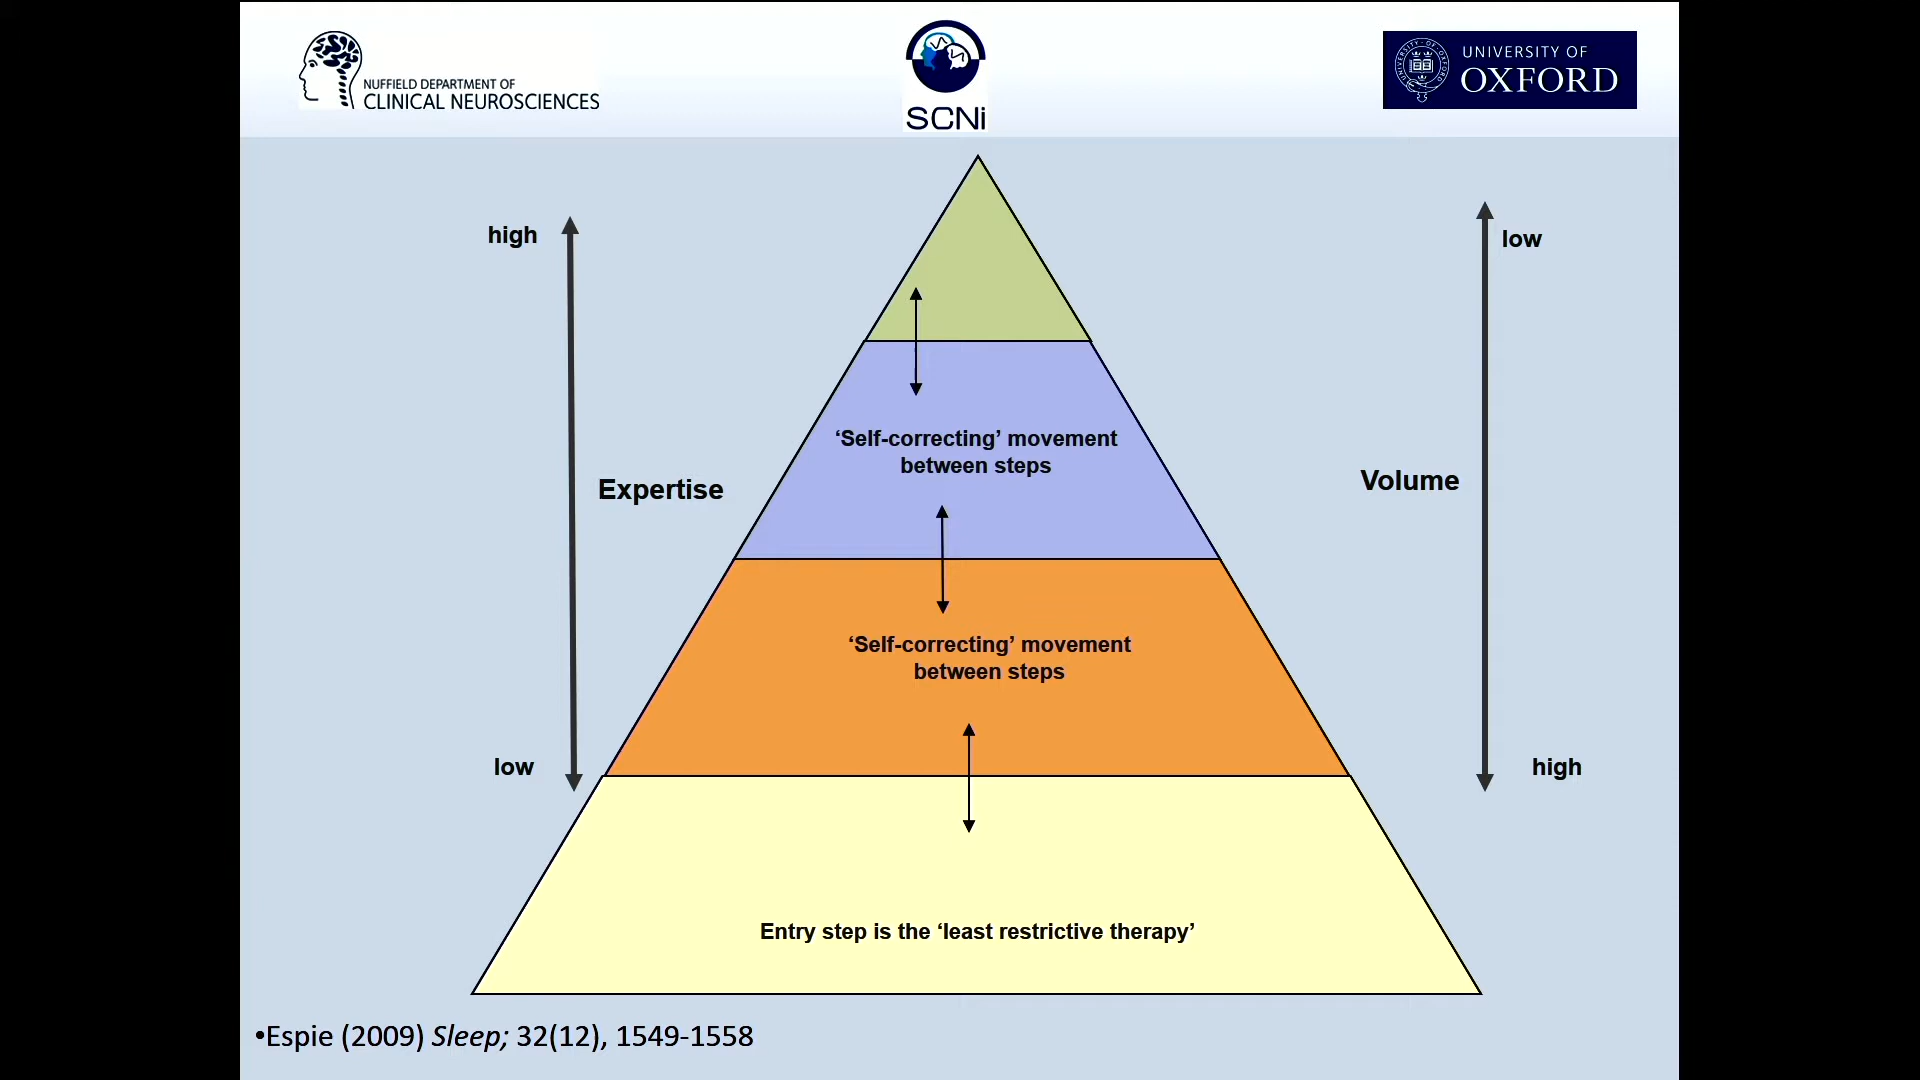 NUFFIELD DEPARTMENT OF
CLINICAL NEUROSCIENCES
SCNi
UNIVERSITY OF
OXFORD
high
low
Expertise
Volume
‘Self-correcting’ movement
between steps
‘Self-correcting’ movement
between steps
low
high
Entry step is the ‘least restrictive therapy’
•Espie (2009) Sleep; 32(12), 1549-1558